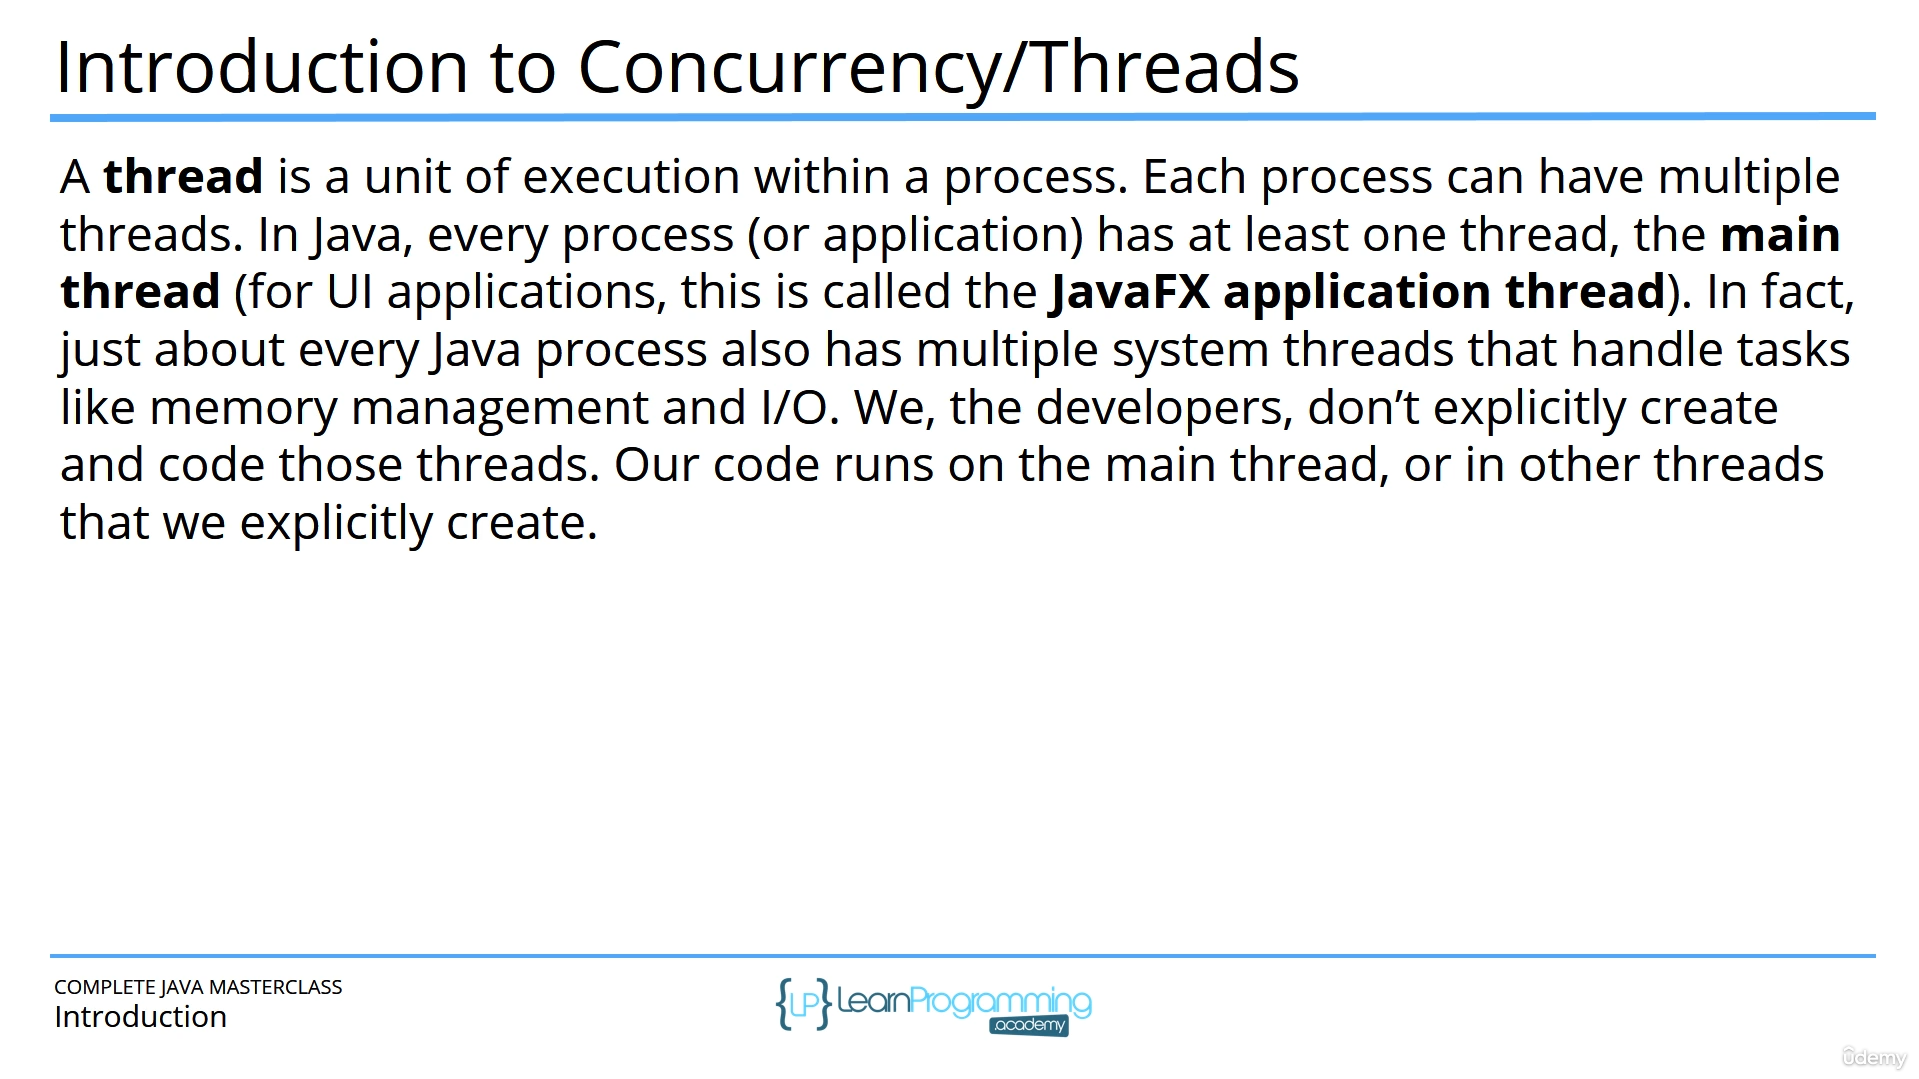 Introduction to Concurrency/Threads
A thread is a unit of execution within a process. Each process can have multiple
threads. In Java, every process (or application) has at least one thread, the main
thread (for UI applications, this is called the JavaFX application thread). In fact,
just about every Java process also has multiple system threads that handle tasks
like memory management and I/O. We, the developers, don’t explicitly create
and code those threads. Our code runs on the main thread, or in other threads
that we explicitly create.
COMPLETE JAVA MASTERCLASS
Introduction
{LP} LearnProgramming
.academy
ûdemy